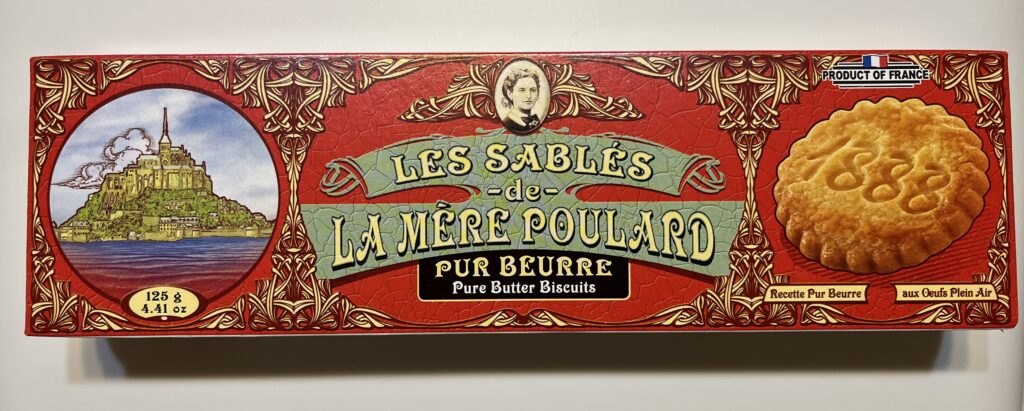 LES SABLÉS
-de-
LA MÈRE POULARD
PUR BEURRE
Pure Butter Biscuits
125 g
4.41 oz
PRODUCT OF FRANCE
1888
Recette Pur Beurre
aux Oeufs Plein Air